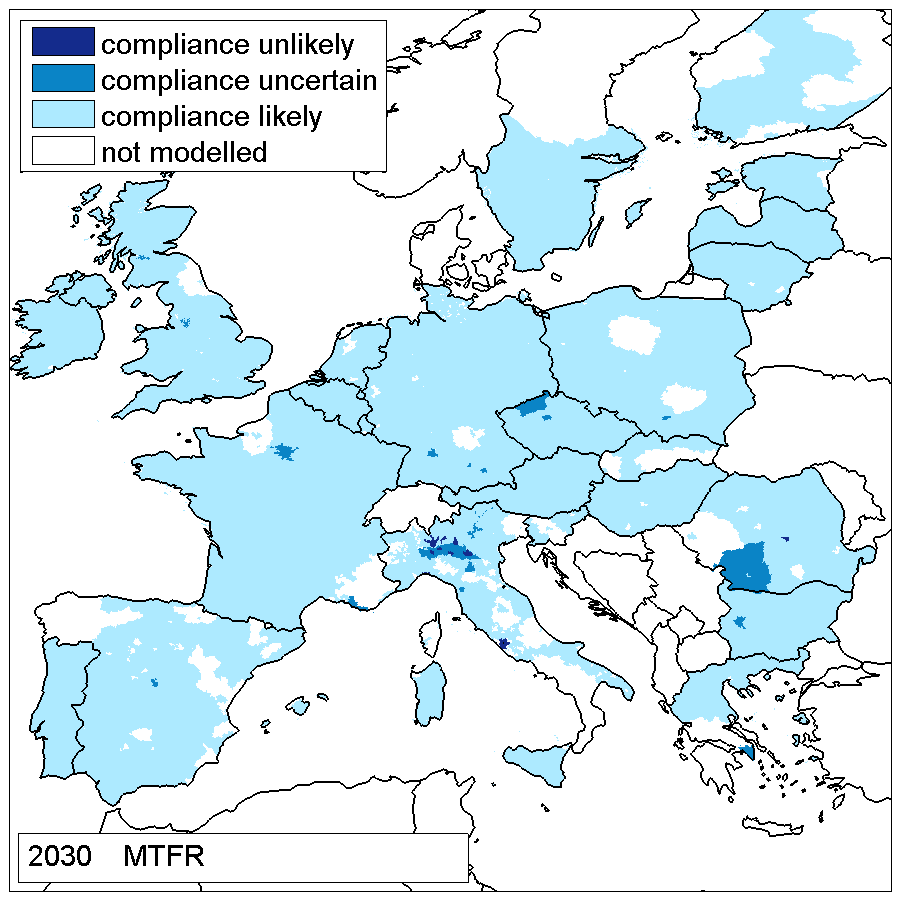 compliance unlikely
compliance uncertain
compliance likely
not modelled
2030 MTFR